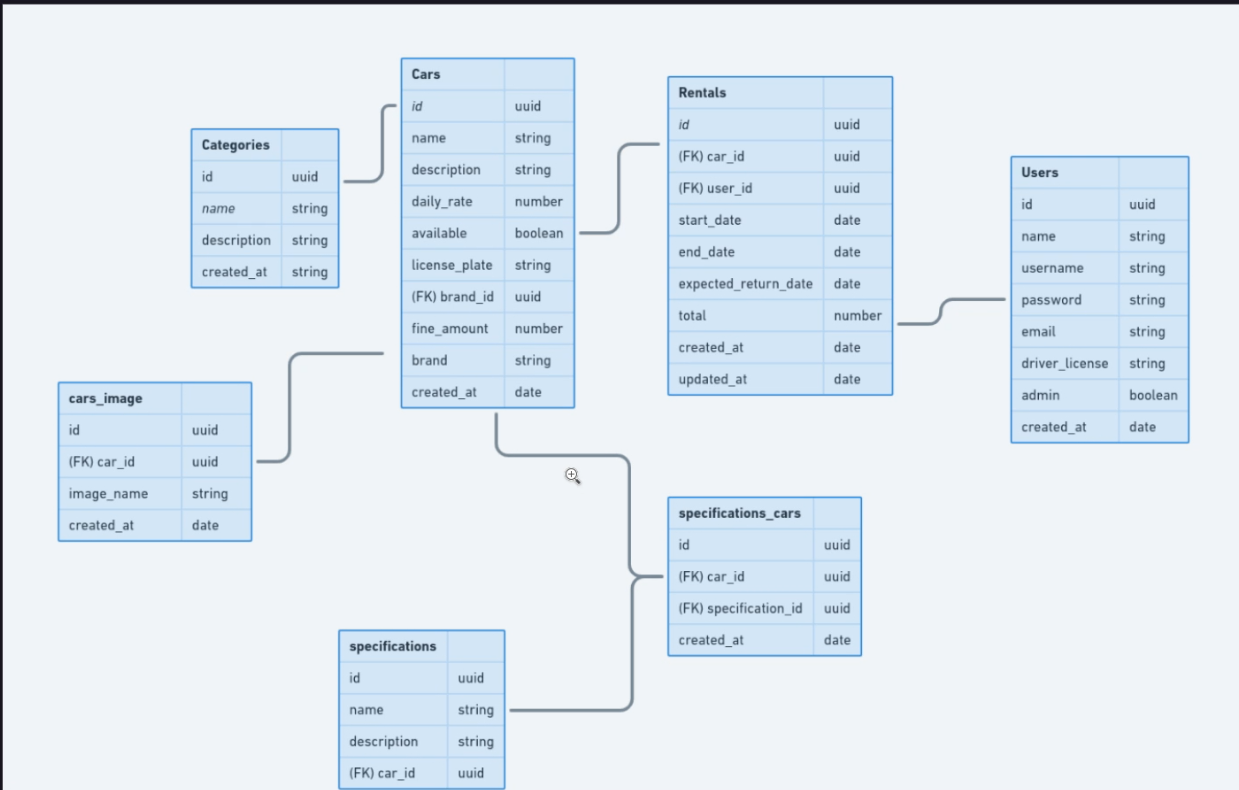 Categories
id uuid
name string
description string
created_at string
Cars
id uuid
name string
description string
daily_rate number
available boolean
license_plate string
(FK) brand_id uuid
fine_amount number
brand string
created_at date
Rentals
id uuid
(FK) car_id uuid
(FK) user_id uuid
start_date date
end_date date
expected_return_date date
total number
created_at date
updated_at date
Users
id uuid
name string
username string
password string
email string
driver_license string
admin boolean
created_at date
cars_image
id uuid
(FK) car_id uuid
image_name string
created_at date
specifications_cars
id uuid
(FK) car_id uuid
(FK) specification_id uuid
created_at date
specifications
id uuid
name string
description string
(FK) car_id uuid